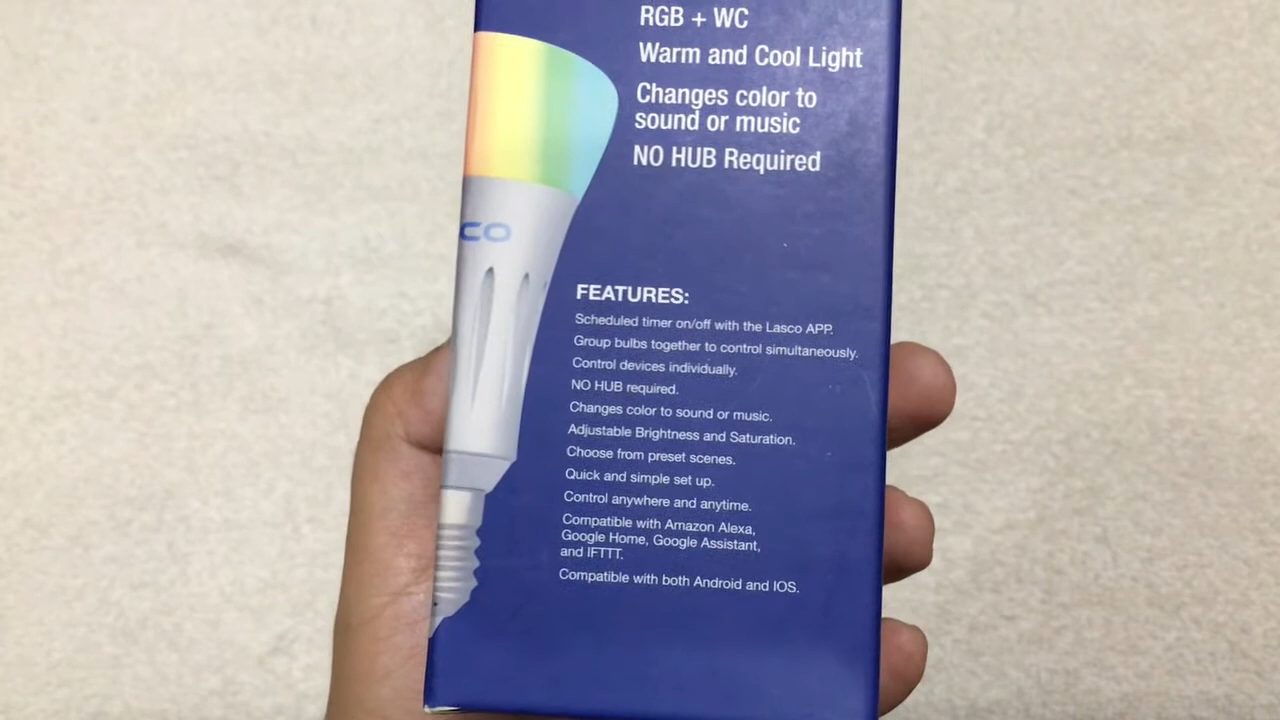 RGB + WC
Warm and Cool Light
Changes color to
sound or music
NO HUB Required
CO
FEATURES:
Scheduled timer on/off with the Lasco APP.
Group bulbs together to control simultaneously.
Control devices individually.
NO HUB required.
Changes color to sound or music.
Adjustable Brightness and Saturation.
Choose from preset scenes.
Quick and simple set up.
Control anywhere and anytime.
Compatible with Amazon Alexa,
Google Home, Google Assistant,
and IFTTT.
Compatible with both Android and IOS.